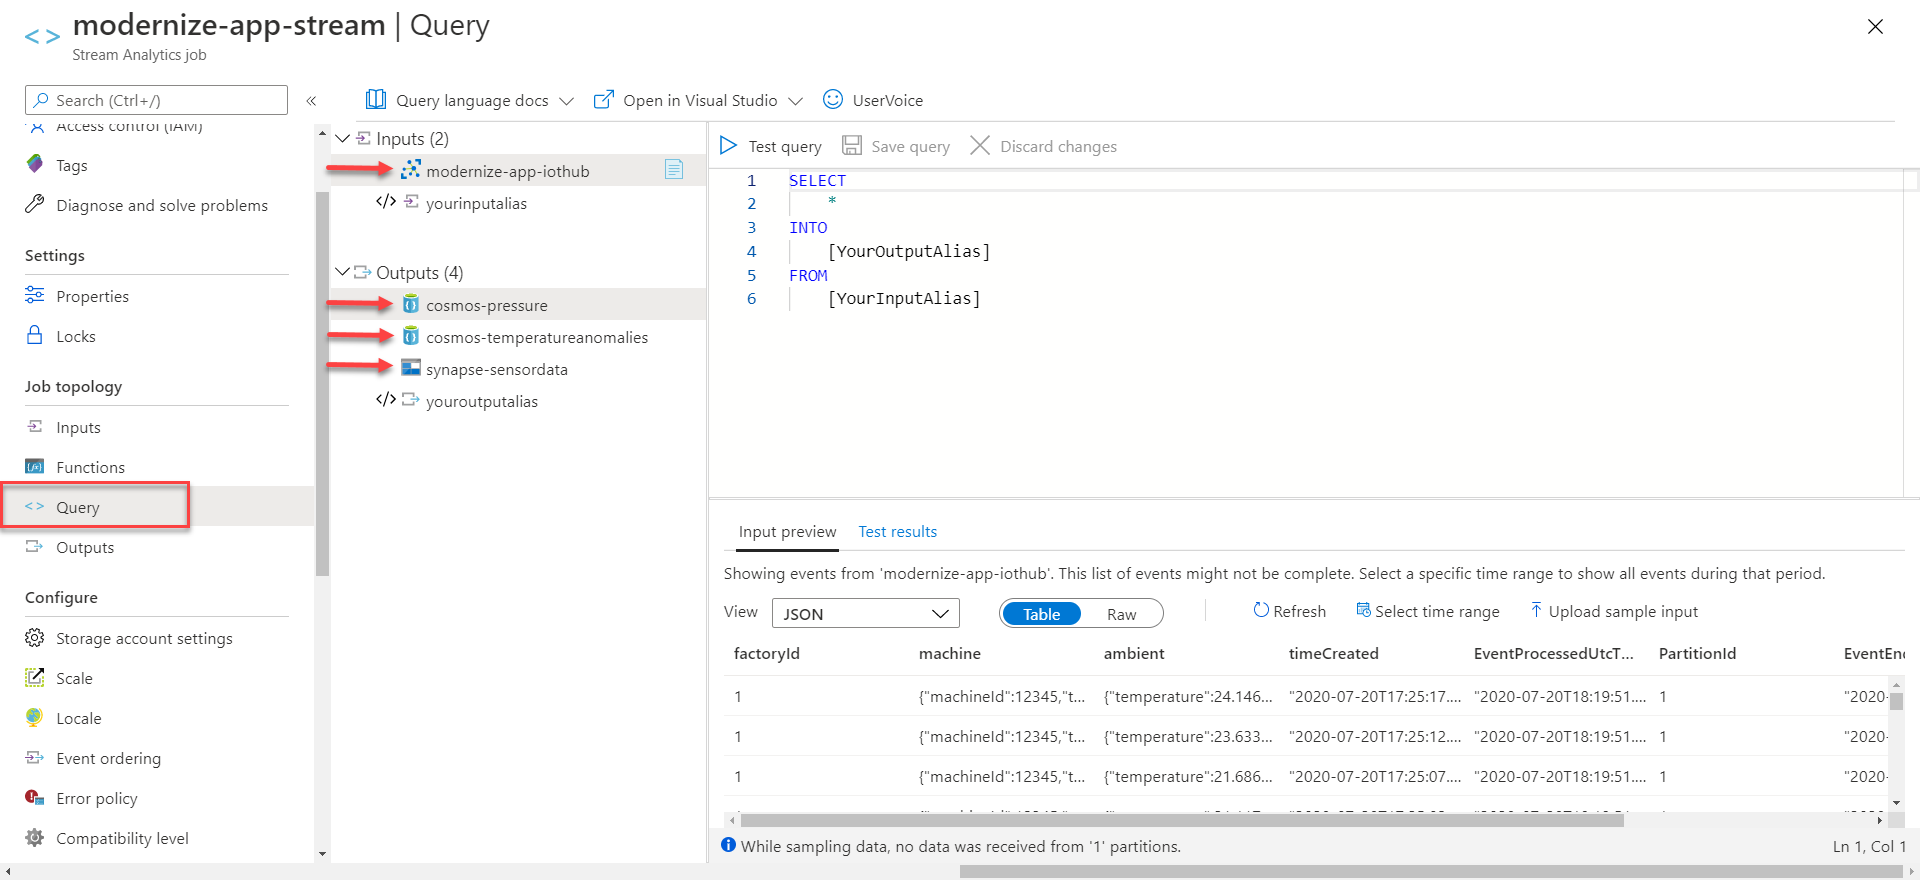 modernize-app-stream | Query
Stream Analytics job
Search (Ctrl+/)
«
Access control (IAM)
Tags
Diagnose and solve problems
Settings
Properties
Locks
Job topology
Inputs
Functions
Query
Outputs
Configure
Storage account settings
Scale
Locale
Event ordering
Error policy
Compatibility level
Query language docs
Open in Visual Studio
UserVoice
Inputs (2)
modernize-app-iothub
</> yourinputalias
Outputs (4)
cosmos-pressure
cosmos-temperatureanomalies
synapse-sensordata
</> youroutputalias
Test query Save query Discard changes
1 SELECT
2 *
3 INTO
4 [YourOutputAlias]
5 FROM
6 [YourInputAlias]
Input preview Test results
Showing events from 'modernize-app-iothub'. This list of events might not be complete. Select a specific time range to show all events during that period.
View JSON Table Raw Refresh Select time range Upload sample input
factoryId machine ambient timeCreated EventProcessedUtcT... PartitionId EventEn
1 {"machineId":12345,"t... {"temperature":24.146... "2020-07-20T17:25:17.... "2020-07-20T18:19:51.... 1 "2020-
1 {"machineId":12345,"t... {"temperature":23.633... "2020-07-20T17:25:12.... "2020-07-20T18:19:51.... 1 "2020-
1 {"machineId":12345,"t... {"temperature":21.686... "2020-07-20T17:25:07.... "2020-07-20T18:19:51.... 1 "2020-
While sampling data, no data was received from '1' partitions.
Ln 1, Col 1